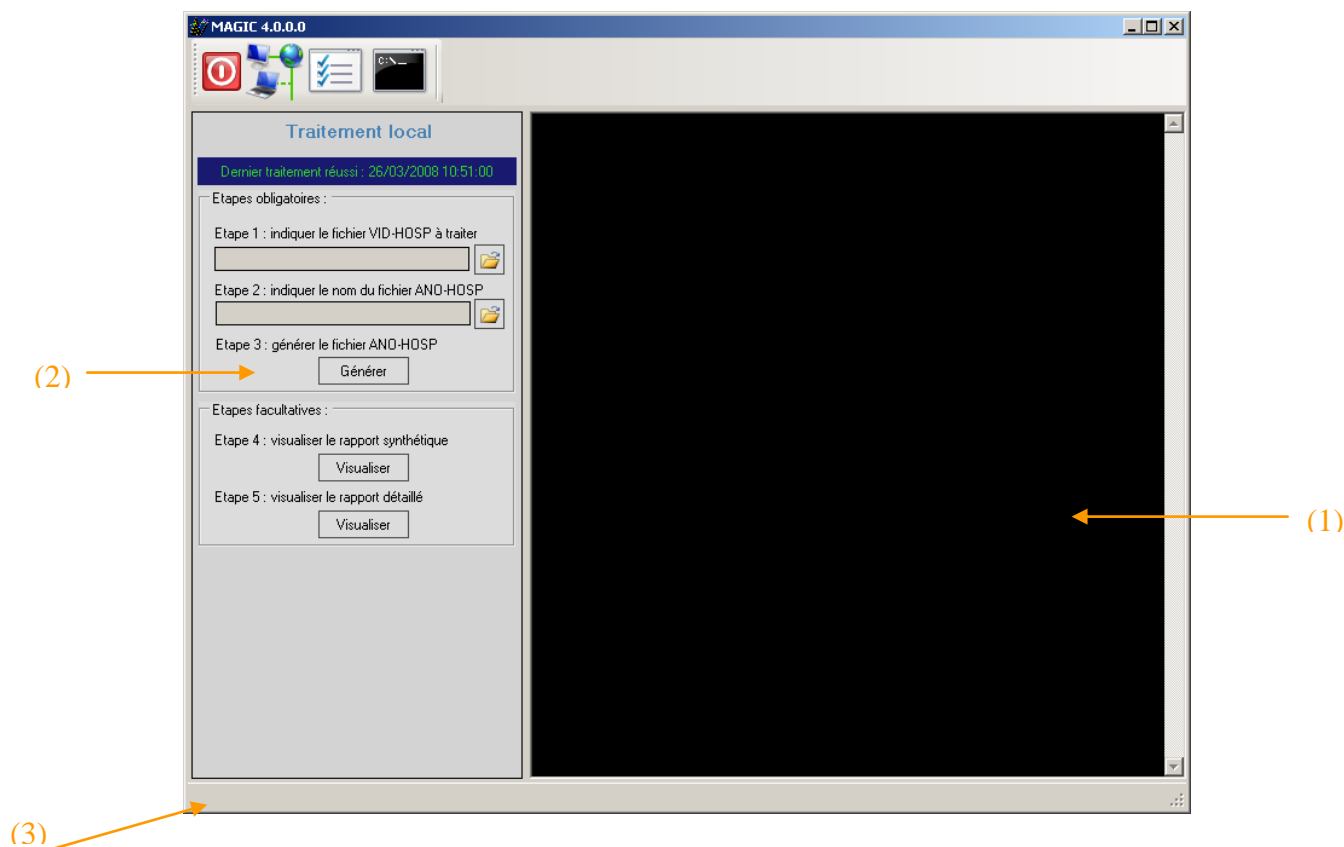 MAGIC 4.0.0.0
C:\_
Traitement local
Dernier traitement réussi : 26/03/2008 10:51:00
Etapes obligatoires :
Etape 1 : indiquer le fichier VID-HOSP à traiter
Etape 2 : indiquer le nom du fichier ANO-HOSP
Etape 3 : générer le fichier ANO-HOSP
(2)
Générer
Etapes facultatives :
Etape 4 : visualiser le rapport synthétique
Visualiser
Etape 5 : visualiser le rapport détaillé
Visualiser
(1)
(3)